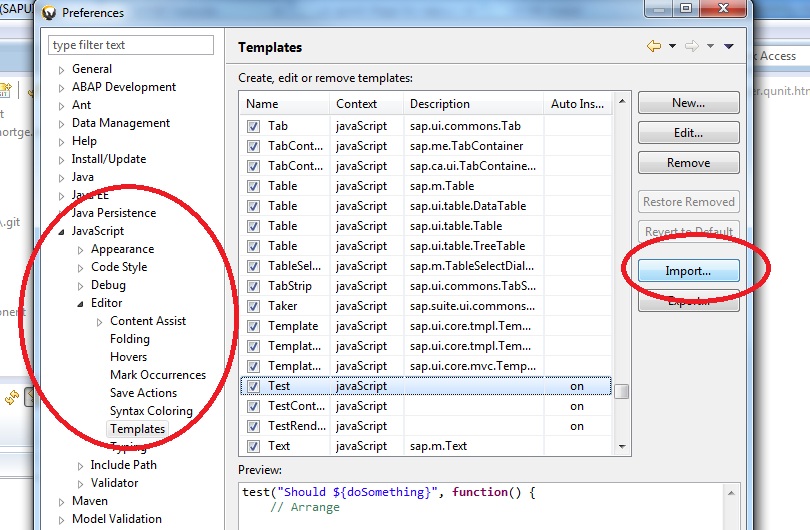 (SAPU
Preferences
type filter text
Templates
Access
er.qunit.htm
Create, edit or remove templates:
General
ABAP Development
Ant
Data Management
Help
Install/Update
Java
Java EE
Java Persistence
JavaScript
Appearance
Code Style
Debug
Editor
Content Assist
Folding
Hovers
Mark Occurrences
Save Actions
Syntax Coloring
Templates
Typing
Include Path
Validator
Maven
Model Validation
t
hortge.
A.git
onent
Name Context Description Auto Ins...
Tab javaScript sap.ui.commons.Tab
TabCont... javaScript sap.me.TabContainer
TabCont... javaScript sap.ca.ui.TabContaine...
Table javaScript sap.m.Table
Table javaScript sap.ui.table.DataTable
Table javaScript sap.ui.table.Table
Table javaScript sap.ui.table.TreeTable
TableSel... javaScript sap.m.TableSelectDial...
TabStrip javaScript sap.ui.commons.TabS...
Taker javaScript sap.suite.ui.commons...
Template javaScript sap.ui.core.tmpl.Tem...
Templat... javaScript sap.ui.core.tmpl.Tem...
Templat... javaScript sap.ui.core.mvc.Temp...
Test javaScript on
TestCont... javaScript on
TestRend... javaScript on
Text javaScript sap.m.Text
New...
Edit...
Remove
Restore Removed
Revert to Default
Import...
Export...
Preview:
test("Should ${doSomething}", function() {
// Arrange